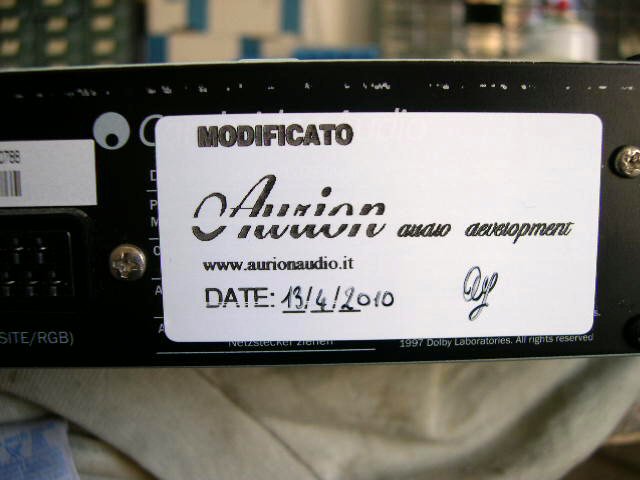 0788
MODIFICATO
Aurion audio development
www.aurionaudio.it
DATE: 13/4/2010
SITE/RGB)
Netzstecker ziehen
1997 Dolby Laboratories. All rights reserved